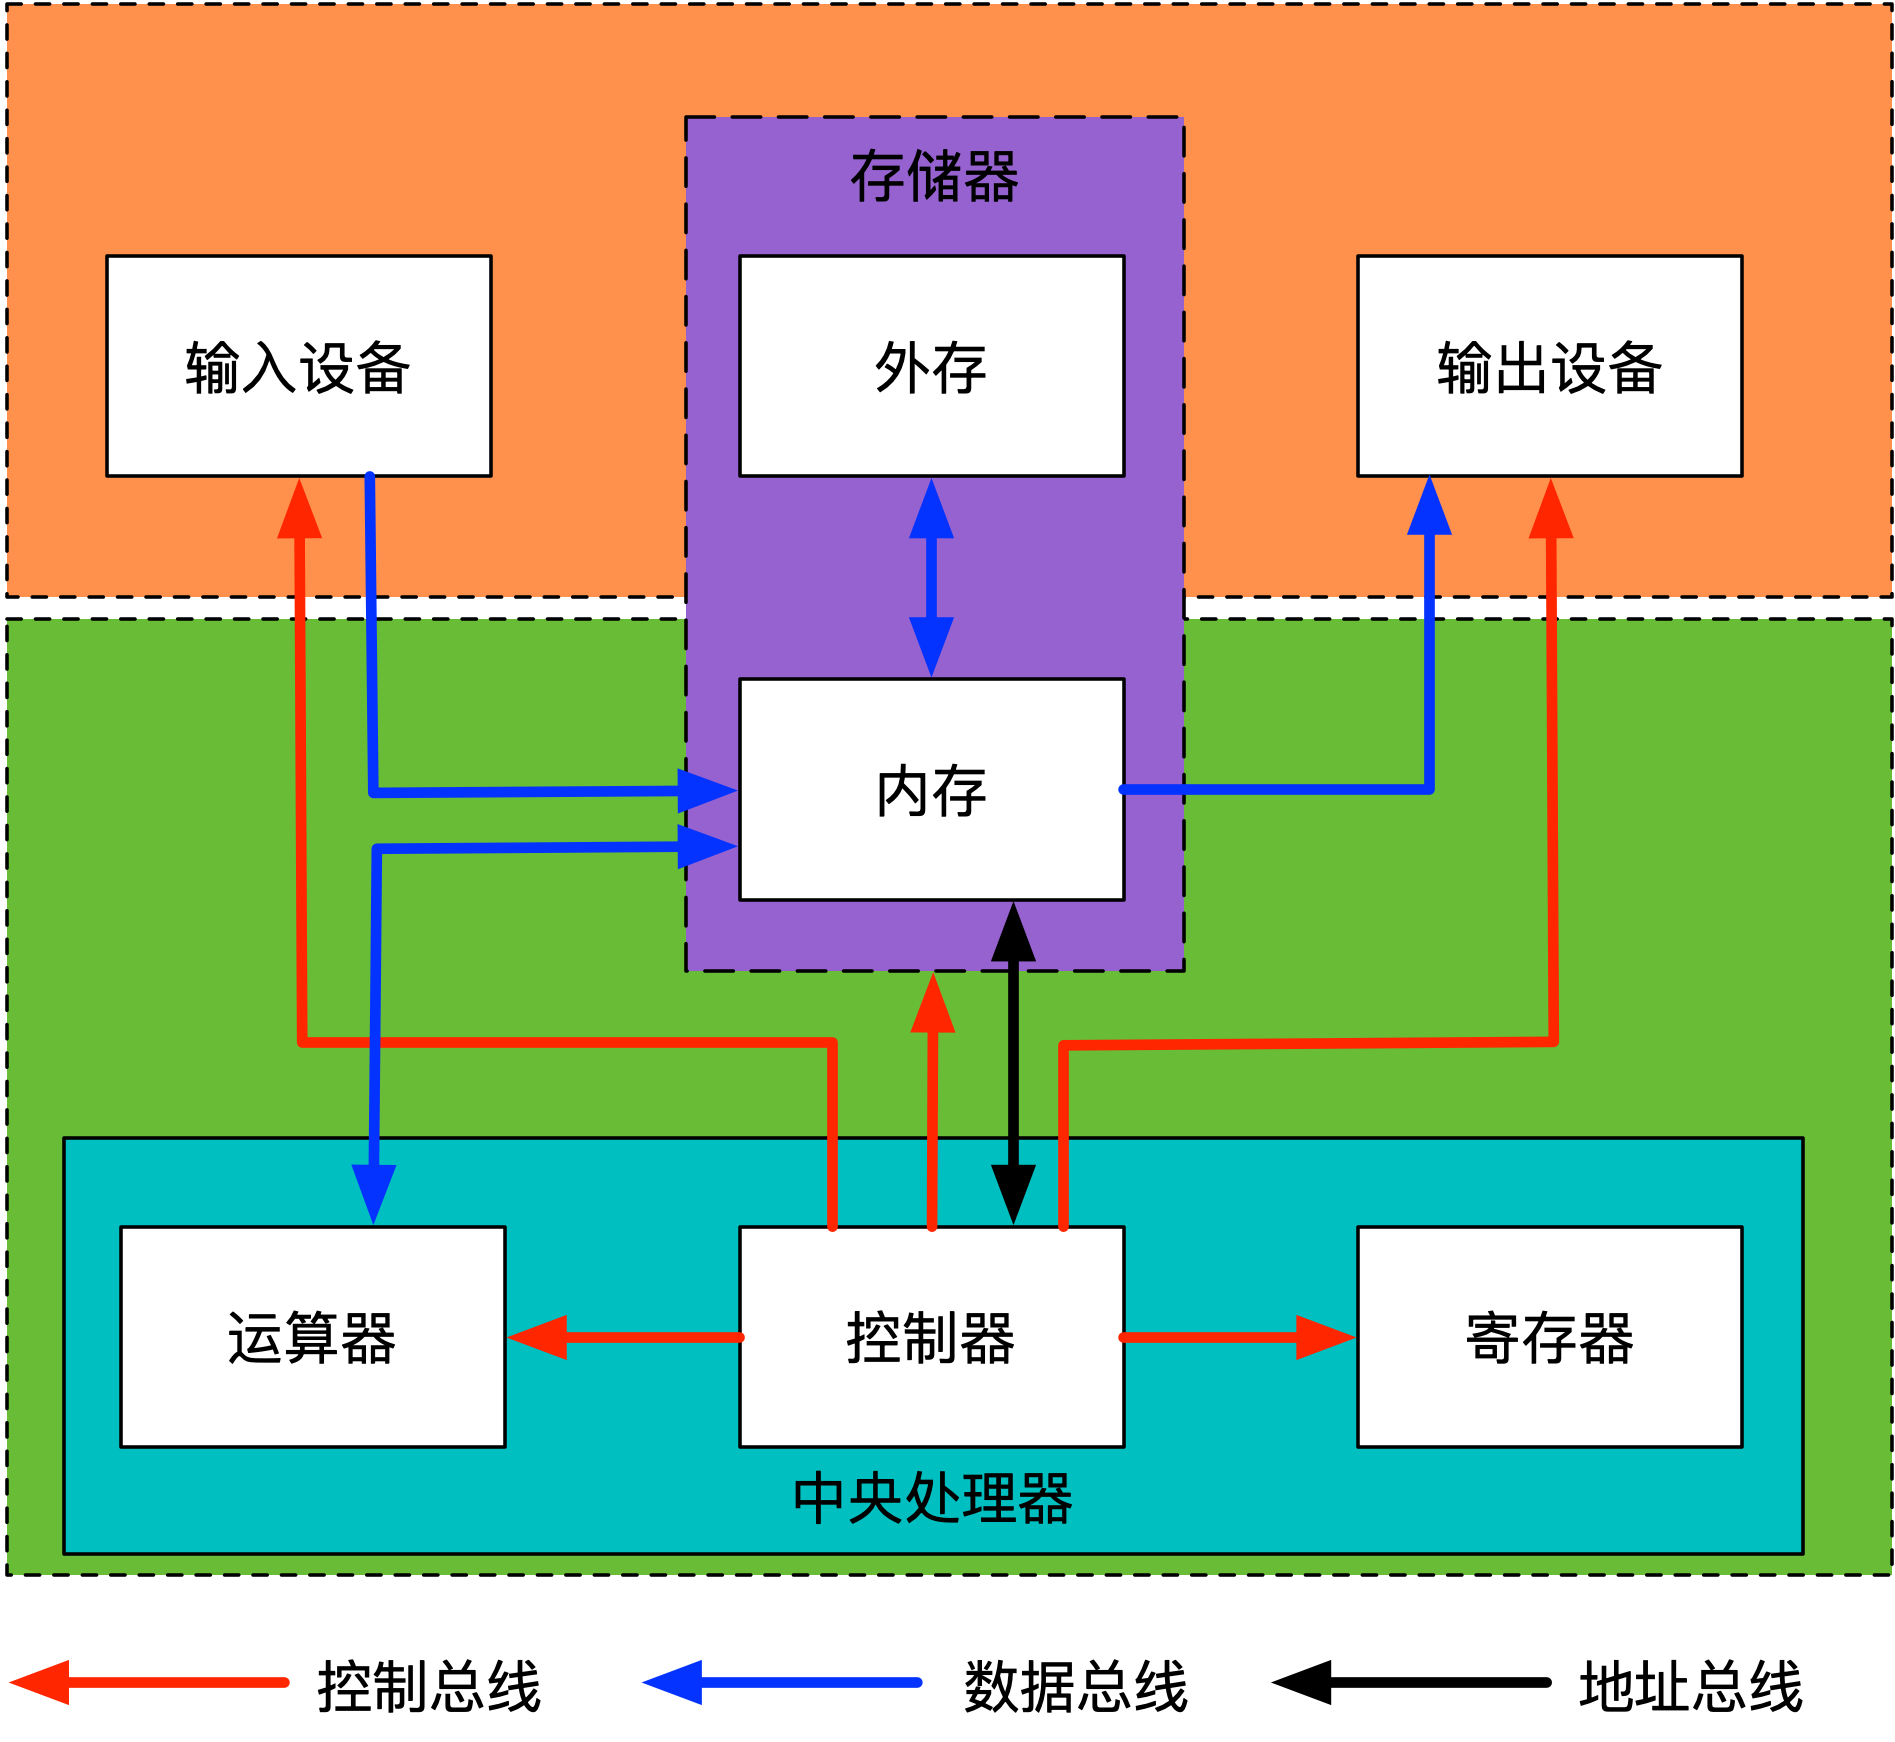 存储器
输入设备
外存
输出设备
内存
运算器
控制器
寄存器
中央处理器
控制总线
数据总线
地址总线